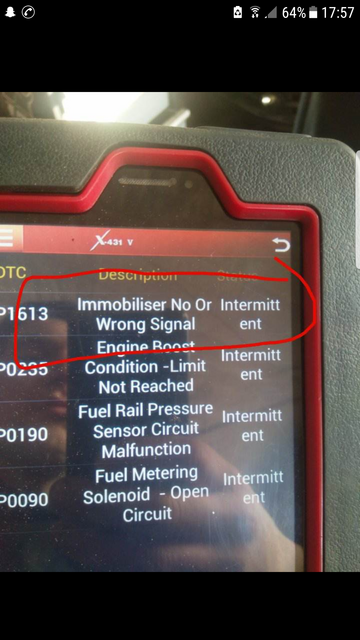 64% 17:57
X-431 V
DTC Description Status
P1613 Immobiliser No Or Wrong Signal Intermitt
ent
P0235 Engine Boost
Condition -Limit
Not Reached Intermitt
ent
P0190 Fuel Rail Pressure
Sensor Circuit
Malfunction Intermitt
ent
P0090 Fuel Metering
Solenoid - Open
Circuit Intermitt
ent